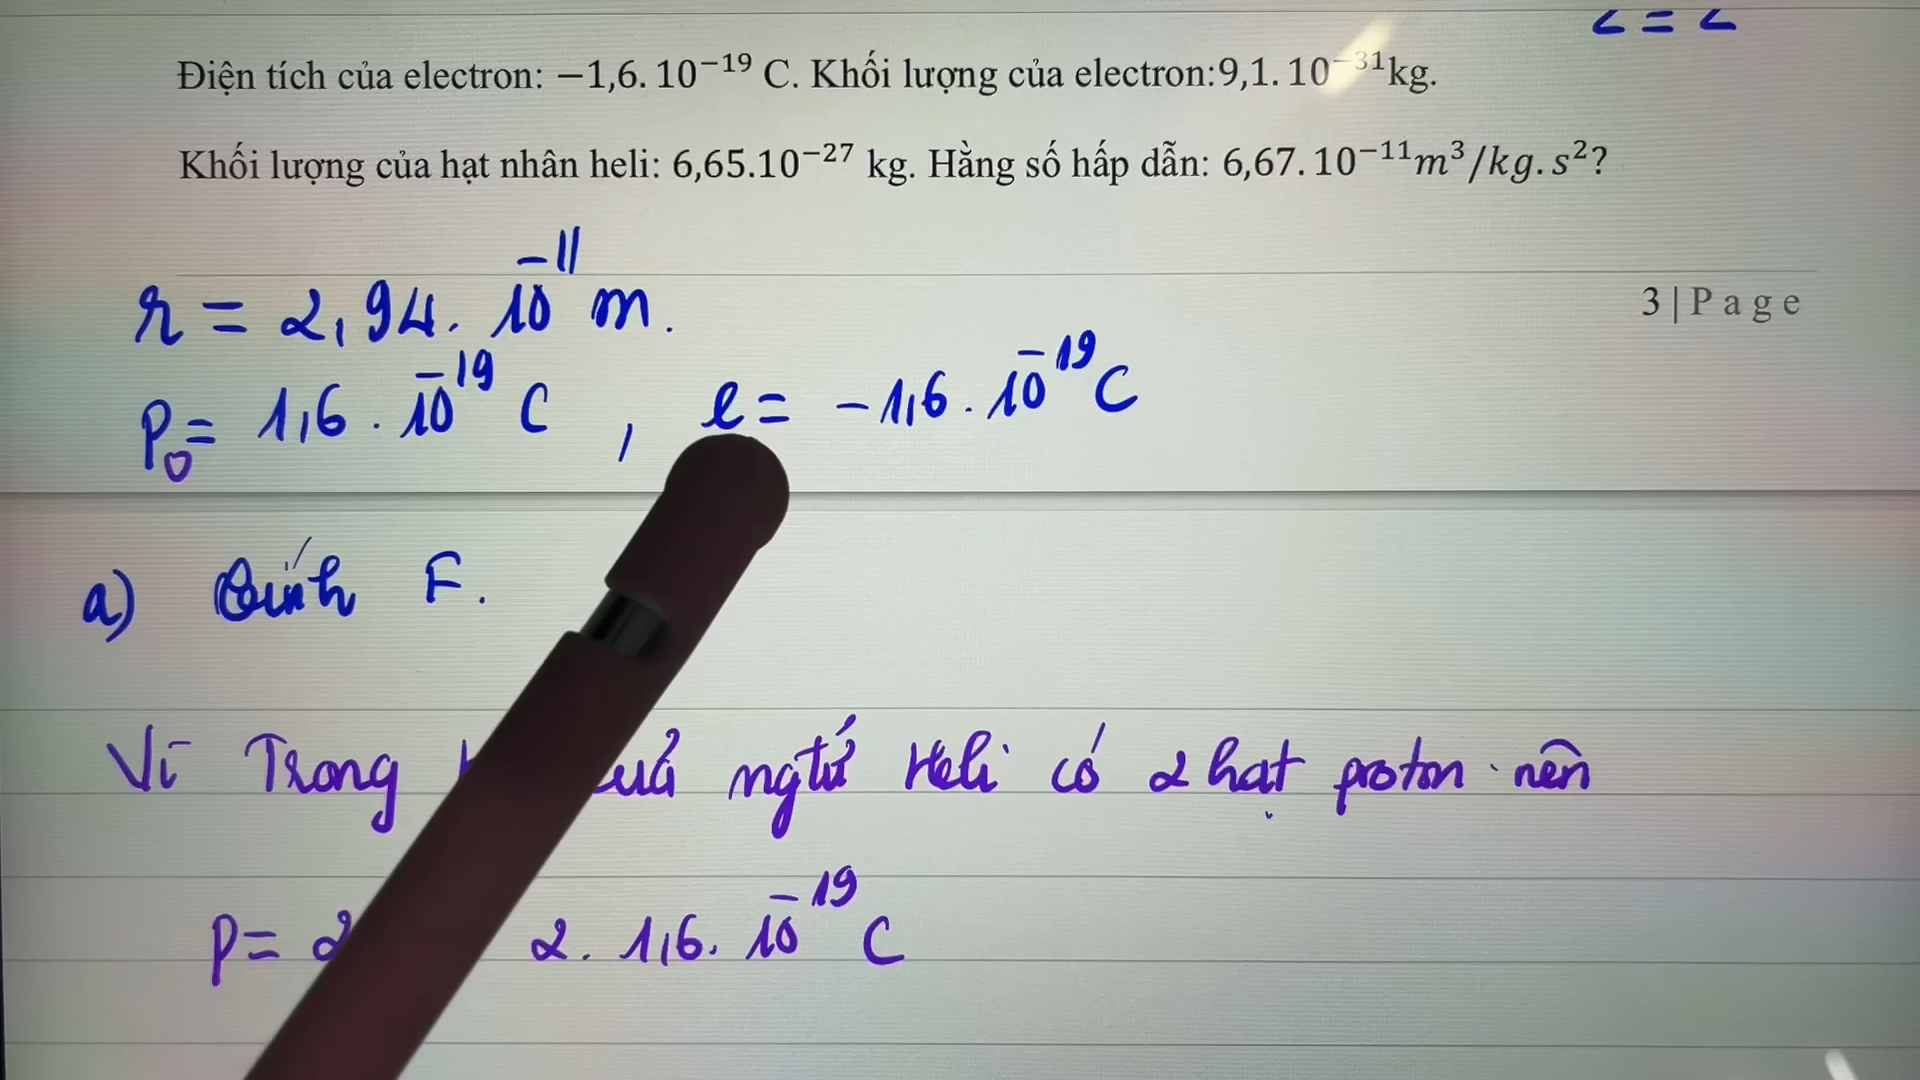 Z = 2
Điện tích của electron: −1,6. 10⁻¹⁹ C. Khối lượng của electron:9,1. 10⁻³¹kg.
Khối lượng của hạt nhân heli: 6,65.10⁻²⁷ kg. Hằng số hấp dẫn: 6,67. 10⁻¹¹m³/kg. s²?
3 | P a g e
r = 2,94. 10⁻¹¹ m.
P₀ = 1,6 . 10⁻¹⁹ C , e = −1,6 . 10⁻¹⁹ C
a) Tính F.
Vì Trong của ngtử Heli có 2 hạt proton nên
P = 2 2. 1,6. 10⁻¹⁹ C